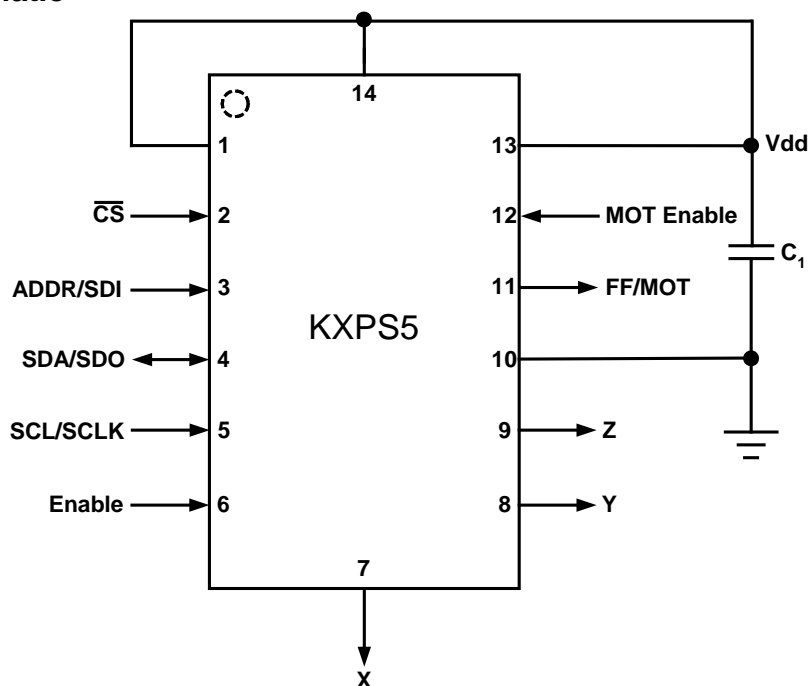 14
1
13
Vdd
CS
2
12
MOT Enable
C1
ADDR/SDI
3
11
FF/MOT
KXPS5
SDA/SDO
4
10
SCL/SCLK
5
9
Z
Enable
6
8
Y
7
X